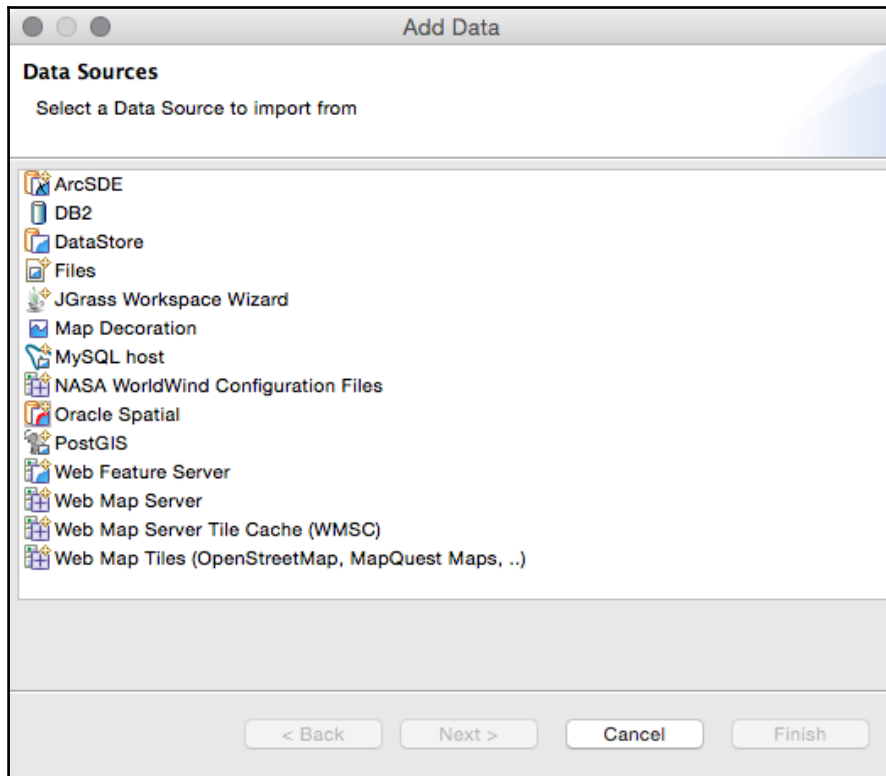 Add Data
Data Sources
Select a Data Source to import from
ArcSDE
DB2
DataStore
Files
JGrass Workspace Wizard
Map Decoration
MySQL host
NASA WorldWind Configuration Files
Oracle Spatial
PostGIS
Web Feature Server
Web Map Server
Web Map Server Tile Cache (WMSC)
Web Map Tiles (OpenStreetMap, MapQuest Maps, ..)
< Back Next > Cancel Finish